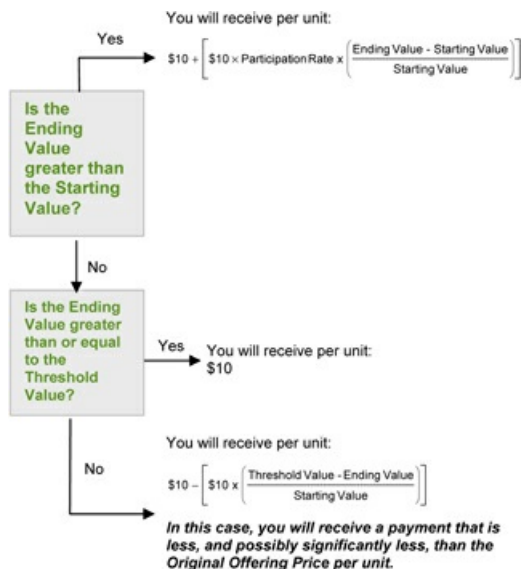 You will receive per unit:
Yes
$10 + [$10 × Participation Rate x (Ending Value - Starting Value / Starting Value)]
Is the
Ending
Value
greater than
the Starting
Value?
No
Is the Ending
Value greater
than or equal
to the
Threshold
Value?
Yes
You will receive per unit:
$10
You will receive per unit:
No
$10 – [$10 x (Threshold Value - Ending Value / Starting Value)]
In this case, you will receive a payment that is
less, and possibly significantly less, than the
Original Offering Price per unit.